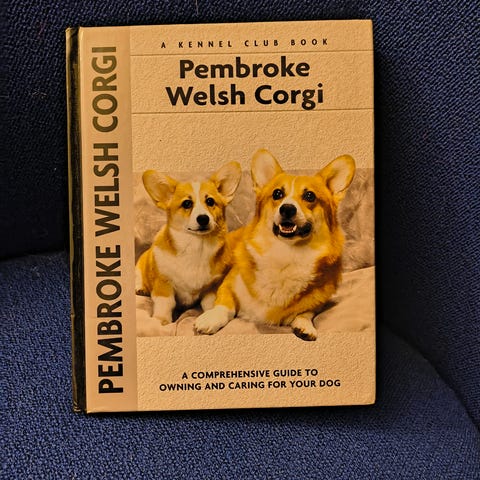 A KENNEL CLUB BOOK
Pembroke
Welsh Corgi
PEMBROKE WELSH CORGI
A COMPREHENSIVE GUIDE TO
OWNING AND CARING FOR YOUR DOG